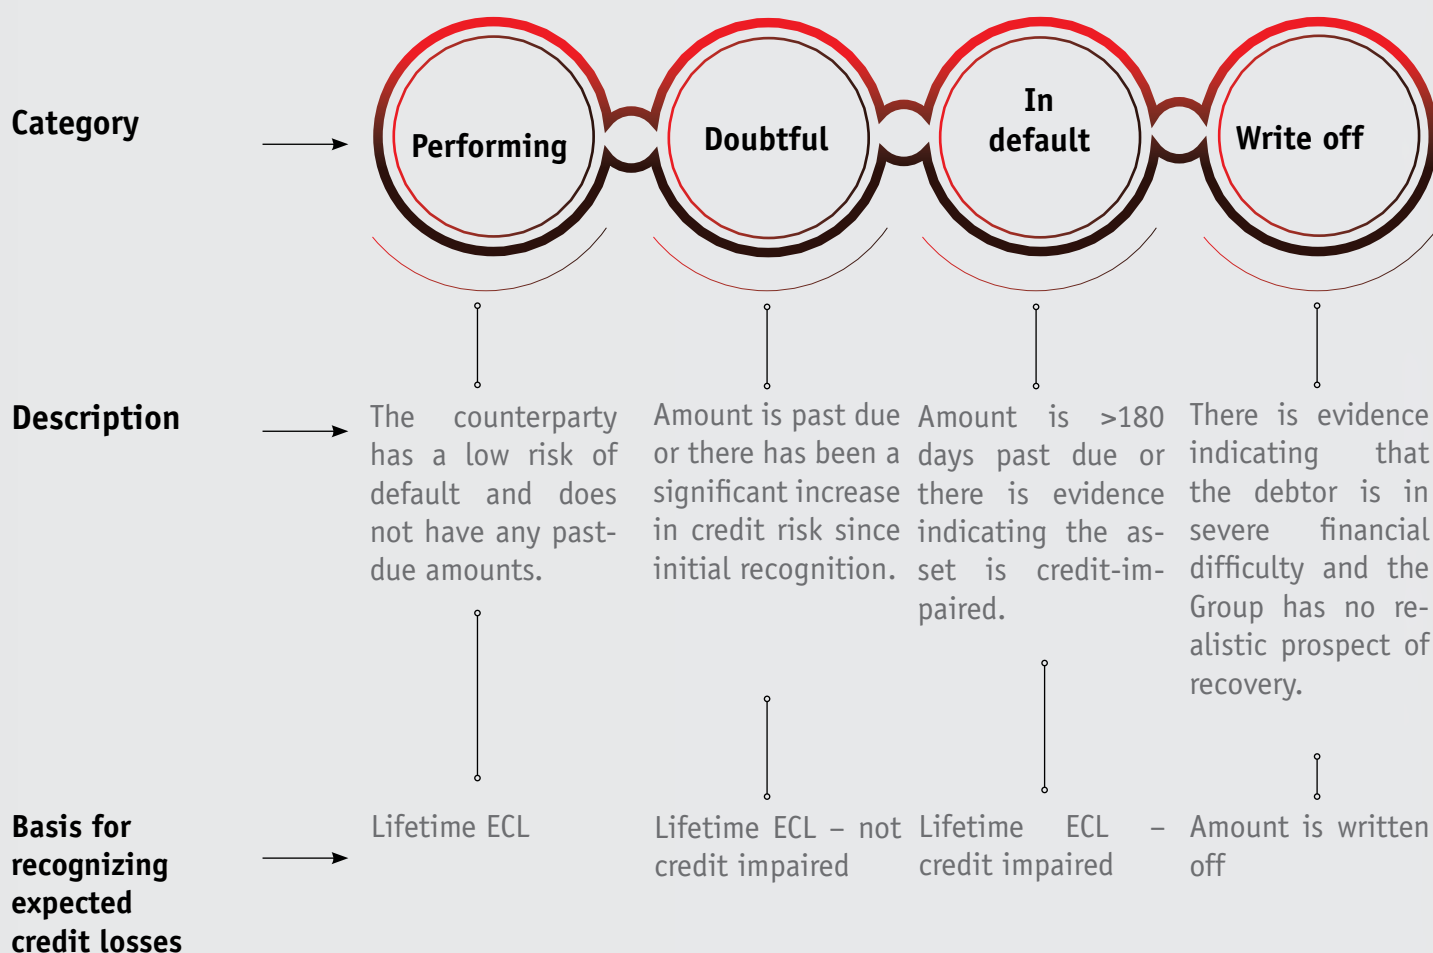 Category
Performing
Doubtful
In
default
Write off
Description
The counterparty
has a low risk of
default and does
not have any past-
due amounts.
Amount is past due
or there has been a
significant increase
in credit risk since
initial recognition.
Amount is >180
days past due or
there is evidence
indicating the as-
set is credit-im-
paired.
There is evidence
indicating that
the debtor is in
severe financial
difficulty and the
Group has no re-
alistic prospect of
recovery.
Basis for
recognizing
expected
credit losses
Lifetime ECL
Lifetime ECL – not
credit impaired
Lifetime ECL –
credit impaired
Amount is written
off